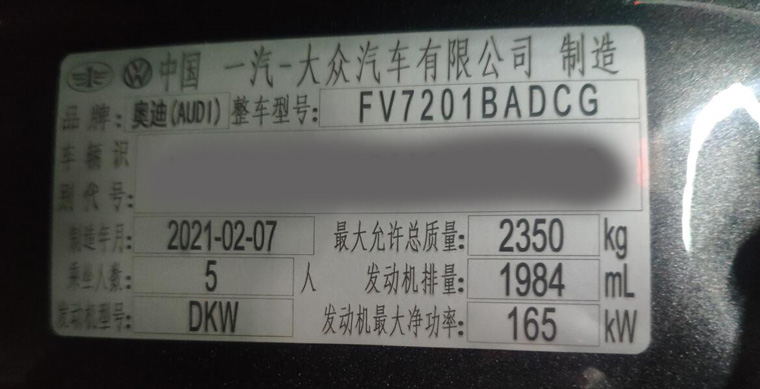 中国 一汽-大众汽车有限公司 制造
品牌: 奥迪(AUDI) 整车型号: FV7201BADCG
车辆识
别代号:
制造年月: 2021-02-07 最大允许总质量: 2350 kg
乘坐人数: 5 人 发动机排量: 1984 mL
发动机型号: DKW 发动机最大净功率: 165 kW